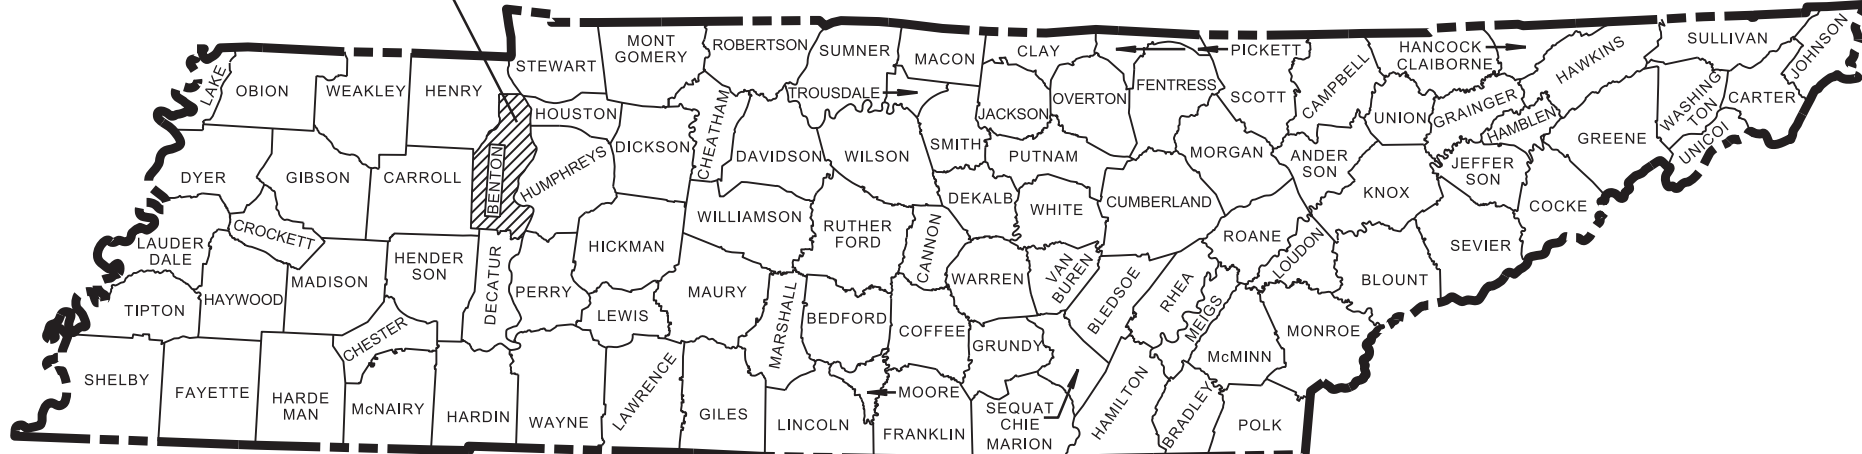 LAKE
OBION
WEAKLEY
HENRY
STEWART
MONT
GOMERY
ROBERTSON
SUMNER
MACON
CLAY
PICKETT
HANCOCK
CLAIBORNE
HAWKINS
SULLIVAN
JOHNSON
TROUSDALE
HOUSTON
JACKSON
OVERTON
FENTRESS
SCOTT
CAMPBELL
UNION
GRAINGER
HAMBLEN
GREENE
WASHING
TON
CARTER
UNICOI
DYER
GIBSON
CARROLL
BENTON
HUMPHREYS
DICKSON
CHEATHAM
DAVIDSON
WILSON
SMITH
PUTNAM
MORGAN
ANDER
SON
KNOX
JEFFER
SON
COCKE
DEKALB
WHITE
CUMBERLAND
LAUDER
DALE
CROCKETT
HENDER
SON
DECATUR
HICKMAN
WILLIAMSON
RUTHER
FORD
CANNON
WARREN
VAN
BUREN
BLEDSOE
RHEA
MEIGS
ROANE
LOUDON
BLOUNT
SEVIER
TIPTON
HAYWOOD
MADISON
CHESTER
PERRY
LEWIS
MAURY
MARSHALL
BEDFORD
COFFEE
GRUNDY
McMINN
MONROE
SHELBY
FAYETTE
HARDE
MAN
McNAIRY
HARDIN
WAYNE
LAWRENCE
GILES
LINCOLN
MOORE
FRANKLIN
SEQUAT
CHIE
MARION
HAMILTON
BRADLEY
POLK